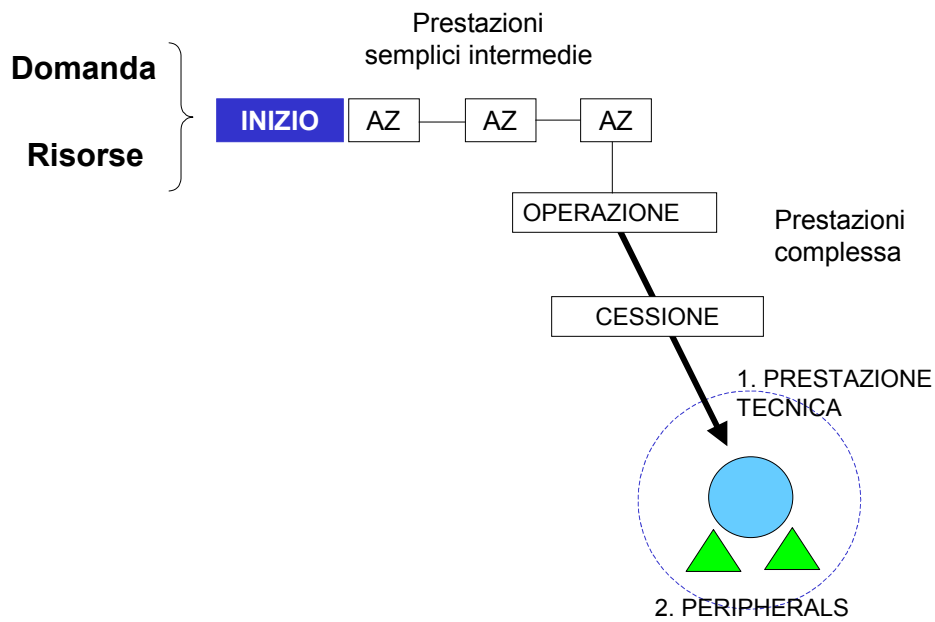 Prestazioni
semplici intermedie
Domanda
Risorse
INIZIO AZ AZ AZ
OPERAZIONE
Prestazioni
complessa
CESSIONE
1. PRESTAZIONE
TECNICA
2. PERIPHERALS